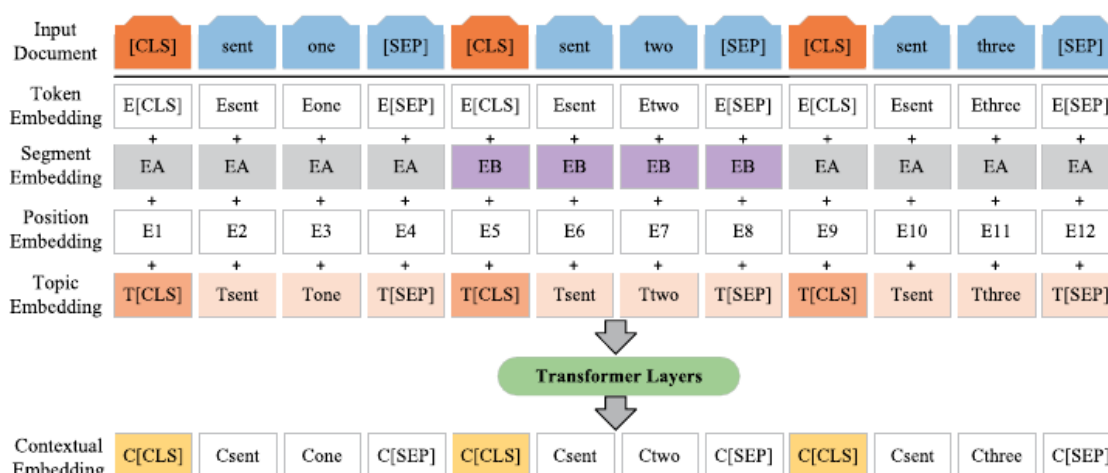 Input Document [CLS] sent one [SEP] [CLS] sent two [SEP] [CLS] sent three [SEP]
Token Embedding E[CLS] Esent Eone E[SEP] E[CLS] Esent Etwo E[SEP] E[CLS] Esent Ethree E[SEP]
+ + + + + + + + + + + +
Segment Embedding EA EA EA EA EB EB EB EB EA EA EA EA
+ + + + + + + + + + + +
Position Embedding E1 E2 E3 E4 E5 E6 E7 E8 E9 E10 E11 E12
+ + + + + + + + + + + +
Topic Embedding T[CLS] Tsent Tone T[SEP] T[CLS] Tsent Ttwo T[SEP] T[CLS] Tsent Tthree T[SEP]
Transformer Layers
Contextual Embedding C[CLS] Csent Cone C[SEP] C[CLS] Csent Ctwo C[SEP] C[CLS] Csent Cthree C[SEP]